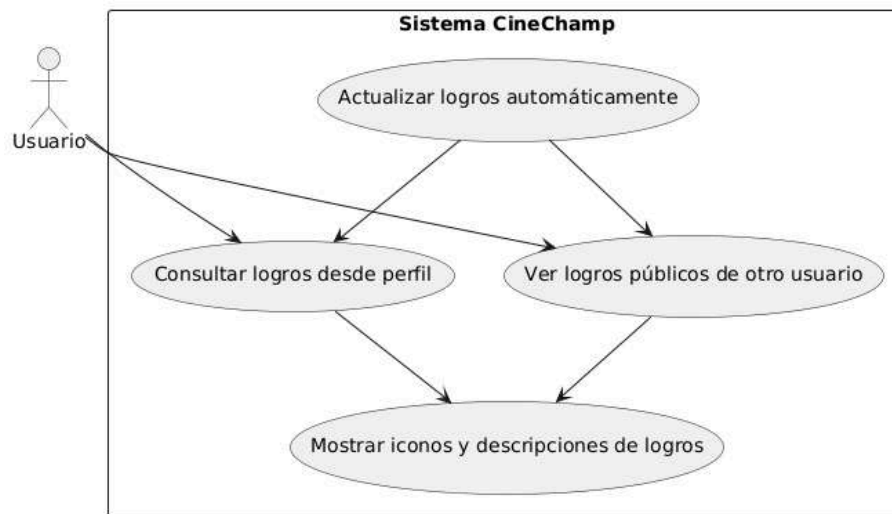 Sistema CineChamp
Actualizar logros automáticamente
Usuario
Consultar logros desde perfil
Ver logros públicos de otro usuario
Mostrar iconos y descripciones de logros